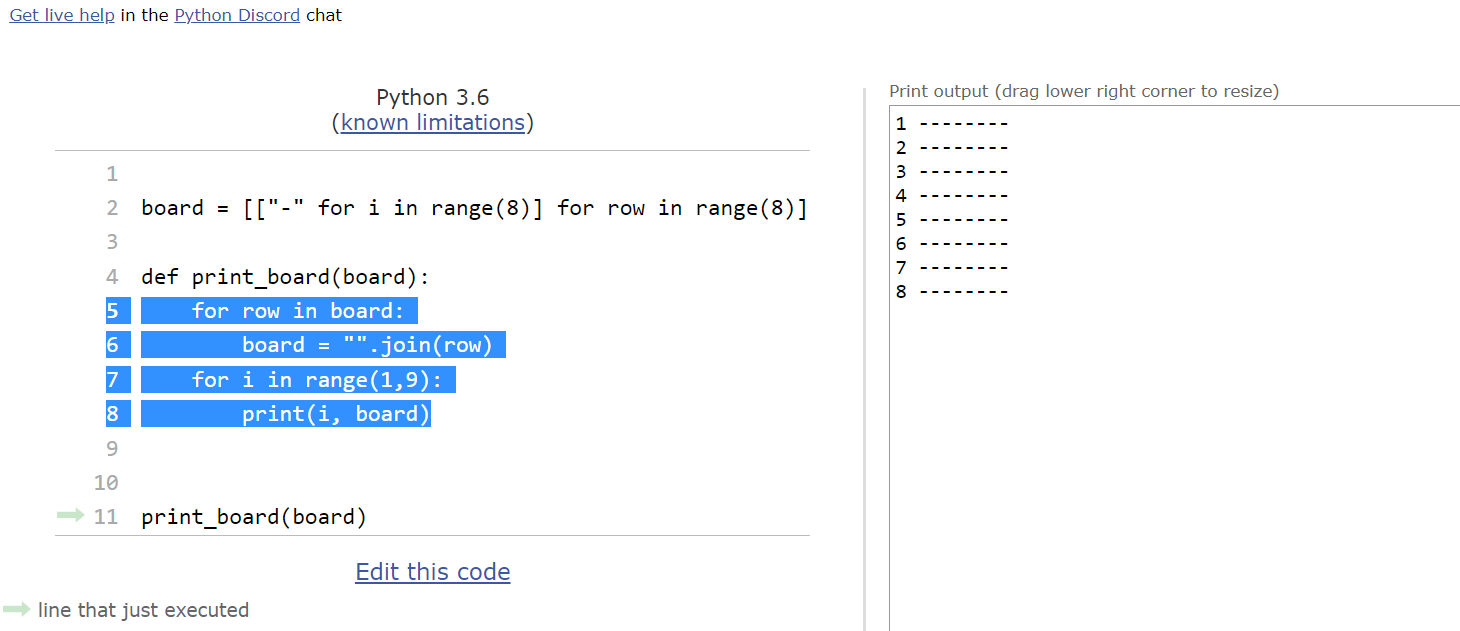 Get live help in the Python Discord chat
Python 3.6
(known limitations)
1
2 board = [["-" for i in range(8)] for row in range(8)]
3
4 def print_board(board):
5     for row in board:
6         board = "".join(row)
7     for i in range(1,9):
8         print(i, board)
9
10
11 print_board(board)
Edit this code
line that just executed
Print output (drag lower right corner to resize)
1 --------
2 --------
3 --------
4 --------
5 --------
6 --------
7 --------
8 --------